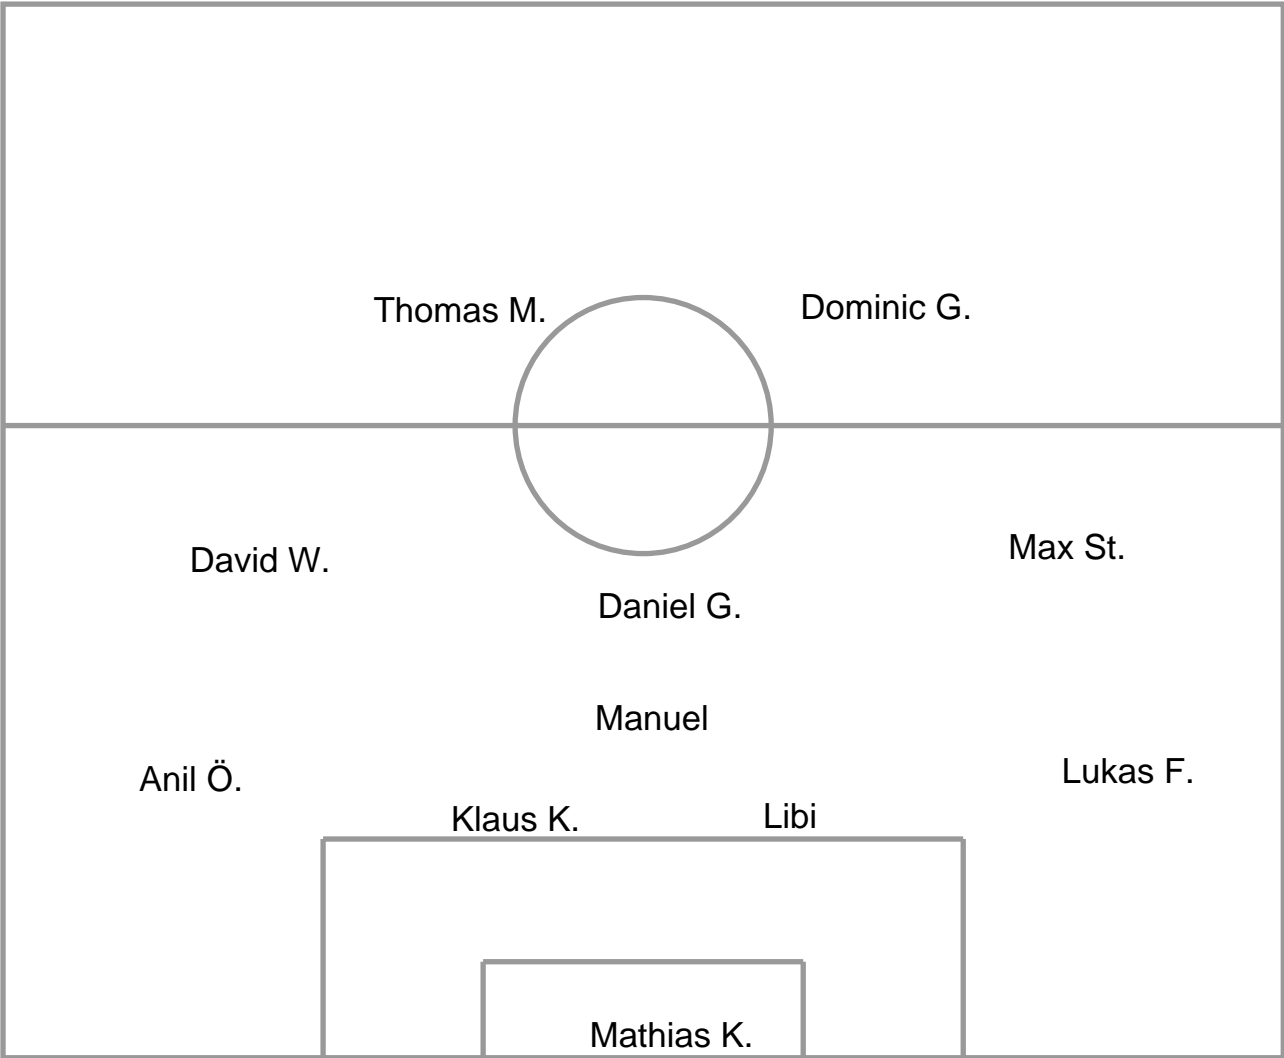 Thomas M.
Dominic G.
David W.
Max St.
Daniel G.
Manuel
Anil Ö.
Lukas F.
Klaus K.
Libi
Mathias K.